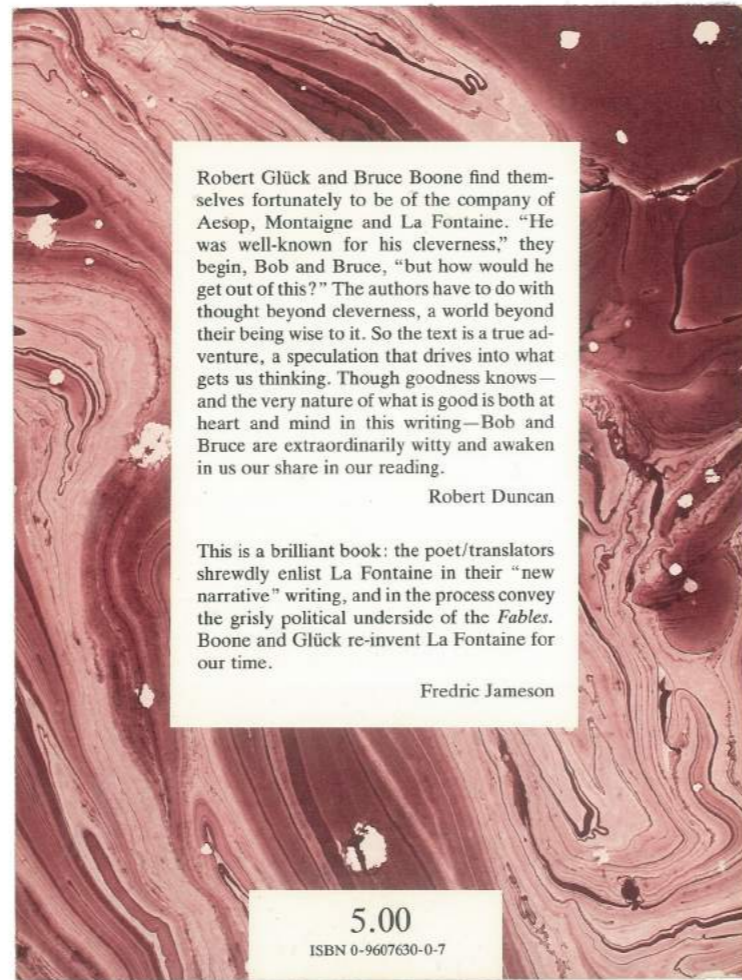 Robert Glück and Bruce Boone find them-
selves fortunately to be of the company of
Aesop, Montaigne and La Fontaine. “He
was well-known for his cleverness,” they
begin, Bob and Bruce, “but how would he
get out of this?” The authors have to do with
thought beyond cleverness, a world beyond
their being wise to it. So the text is a true ad-
venture, a speculation that drives into what
gets us thinking. Though goodness knows—
and the very nature of what is good is both at
heart and mind in this writing—Bob and
Bruce are extraordinarily witty and awaken
in us our share in our reading.
Robert Duncan
This is a brilliant book: the poet/translators
shrewdly enlist La Fontaine in their “new
narrative” writing, and in the process convey
the grisly political underside of the Fables.
Boone and Glück re-invent La Fontaine for
our time.
Fredric Jameson
5.00
ISBN 0-9607630-0-7